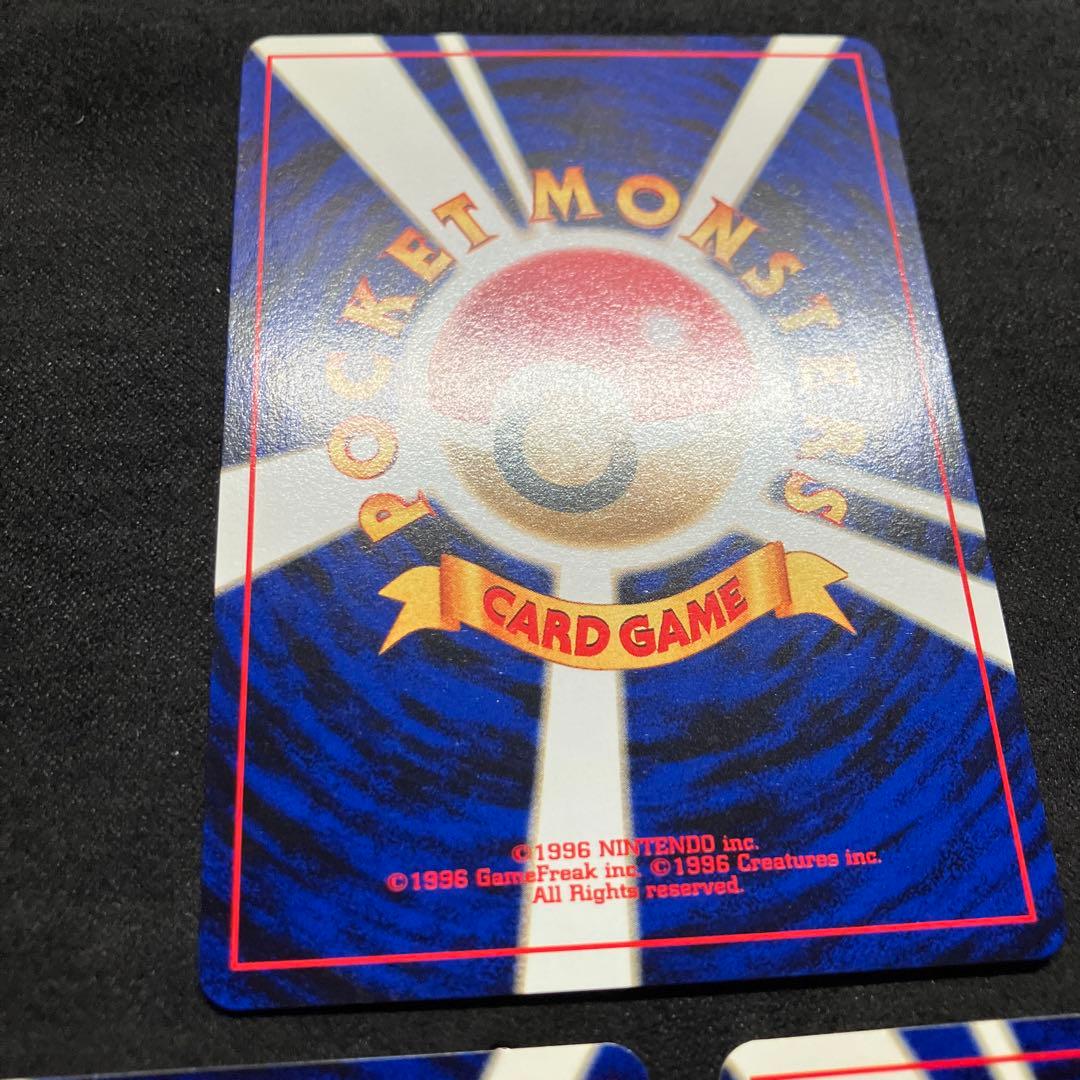 POCKET MONSTERS
CARD GAME
©1996 NINTENDO inc.
©1996 GameFreak inc. ©1996 Creatures inc.
All Rights reserved.